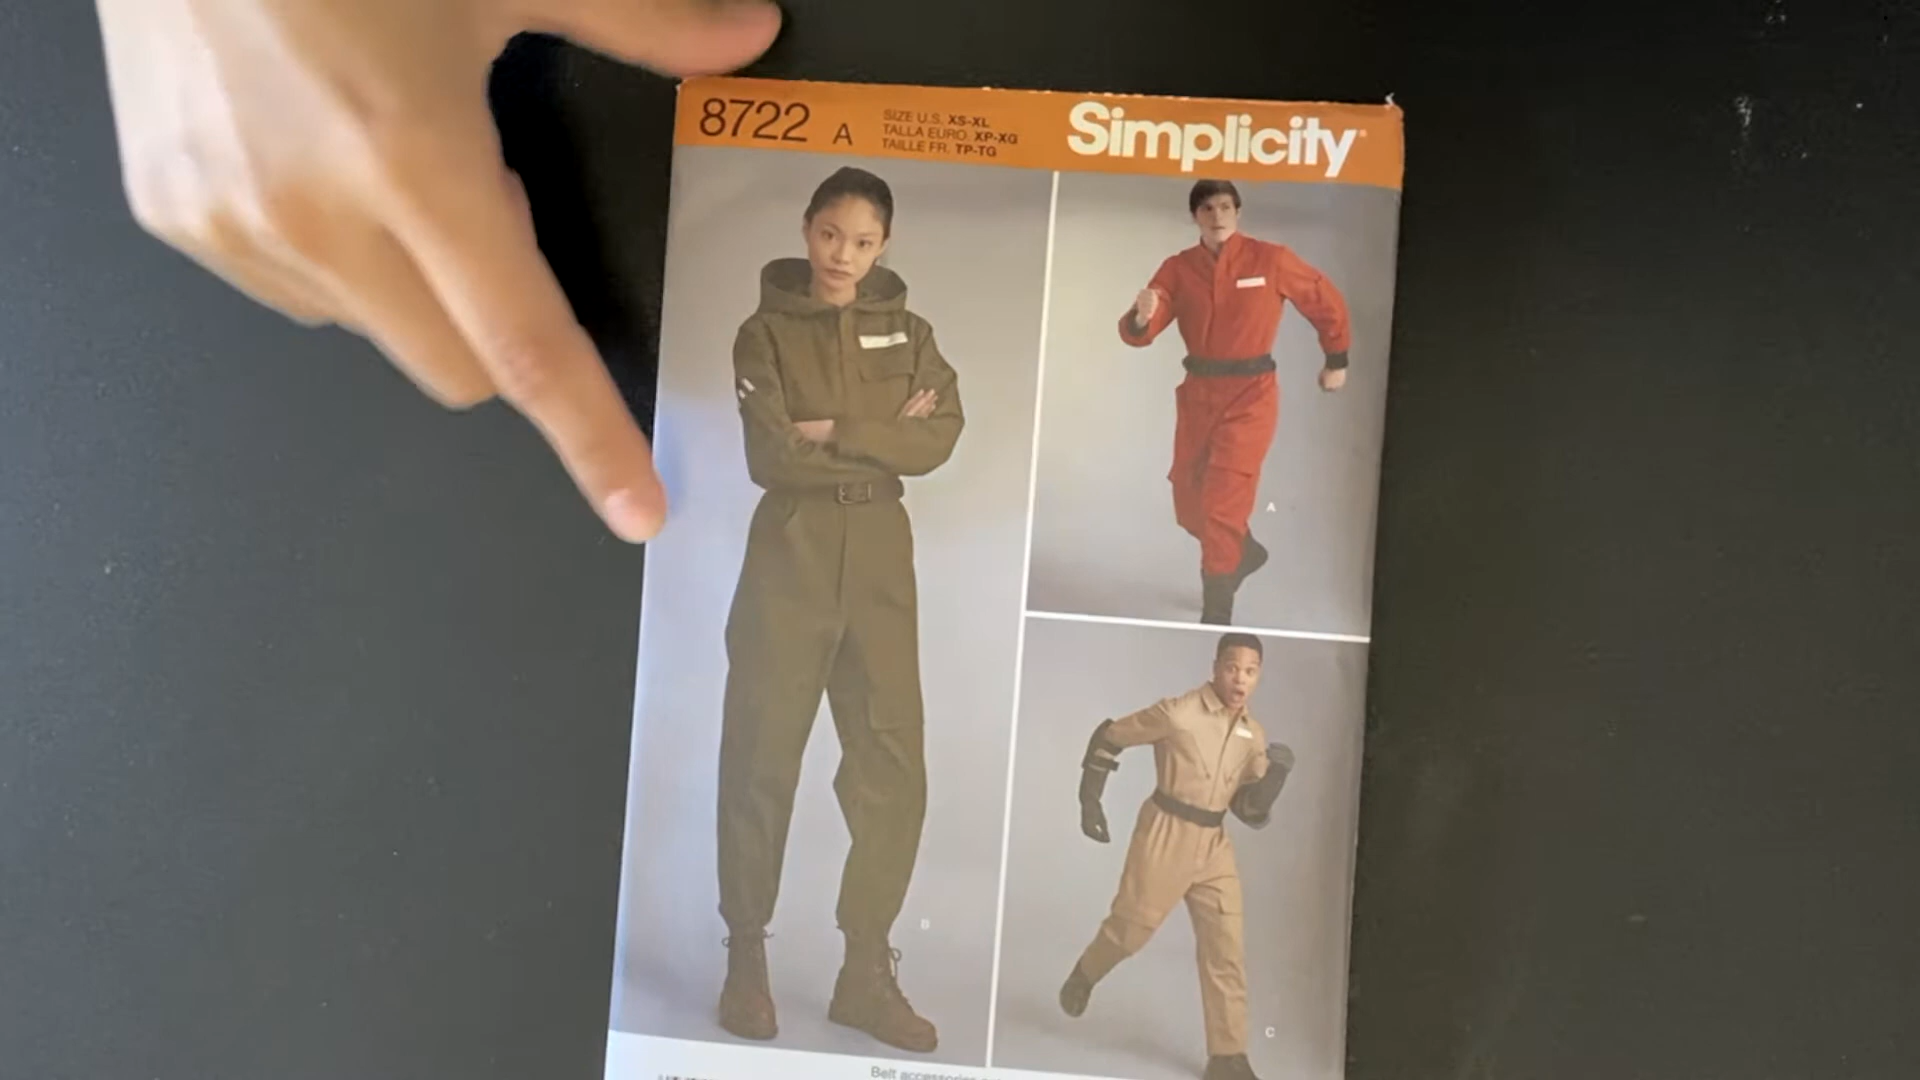 8722 A
SIZE U.S. XS-XL
TALLA EURO. XP-XG
TAILLE FR. TP-TG
Simplicity
A
B
C
Belt accessories